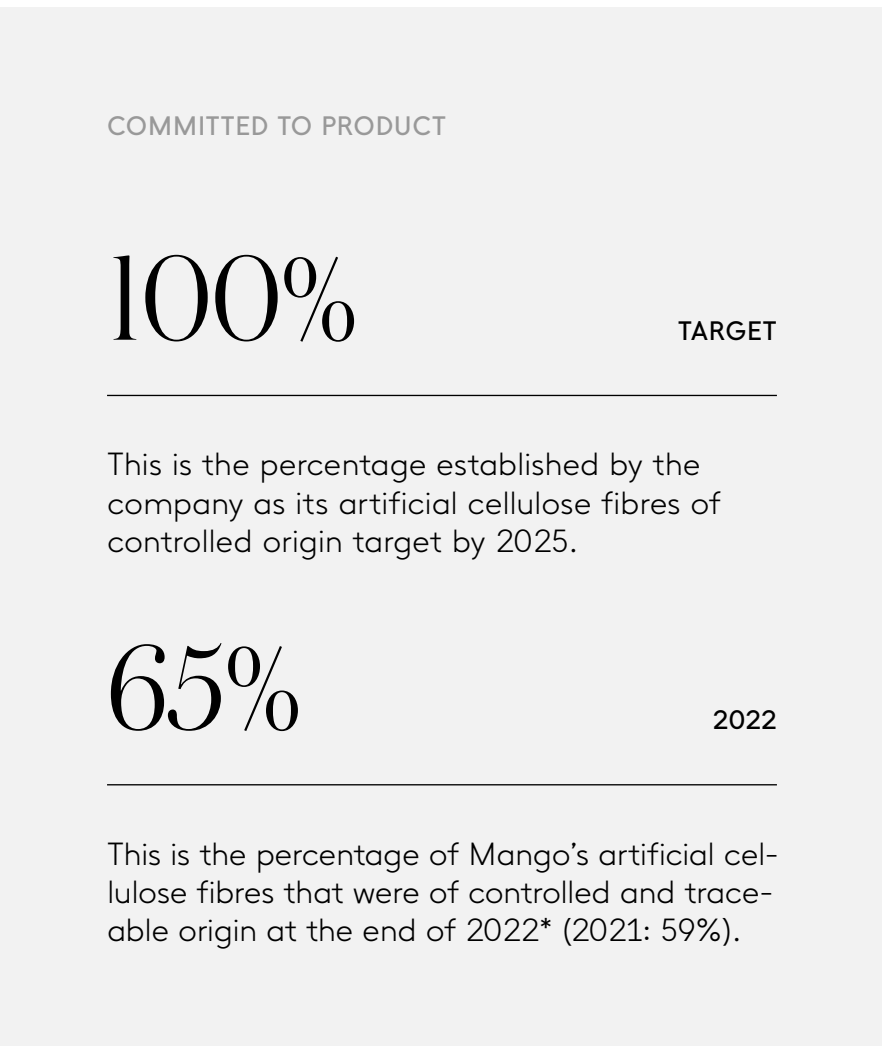 COMMITTED TO PRODUCT
100%
TARGET
This is the percentage established by the
company as its artificial cellulose fibres of
controlled origin target by 2025.
65%
2022
This is the percentage of Mango’s artificial cel-
lulose fibres that were of controlled and trace-
able origin at the end of 2022* (2021: 59%).